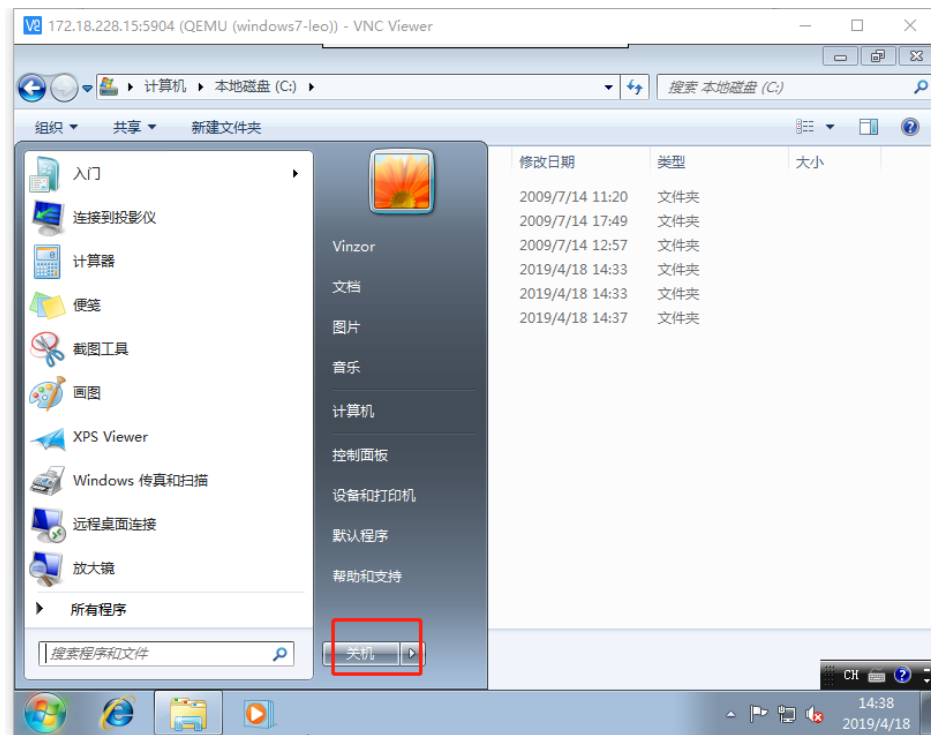 172.18.228.15:5904 (QEMU (windows7-leo)) - VNC Viewer
计算机 本地磁盘 (C:) 搜索 本地磁盘 (C:)
组织 共享 新建文件夹
修改日期 类型 大小
2009/7/14 11:20 文件夹
2009/7/14 17:49 文件夹
2009/7/14 12:57 文件夹
2019/4/18 14:33 文件夹
2019/4/18 14:33 文件夹
2019/4/18 14:37 文件夹
入门
连接到投影仪
计算器
便笺
截图工具
画图
XPS Viewer
Windows 传真和扫描
远程桌面连接
放大镜
所有程序
搜索程序和文件
Vinzor
文档
图片
音乐
计算机
控制面板
设备和打印机
默认程序
帮助和支持
关机
CH
14:38
2019/4/18